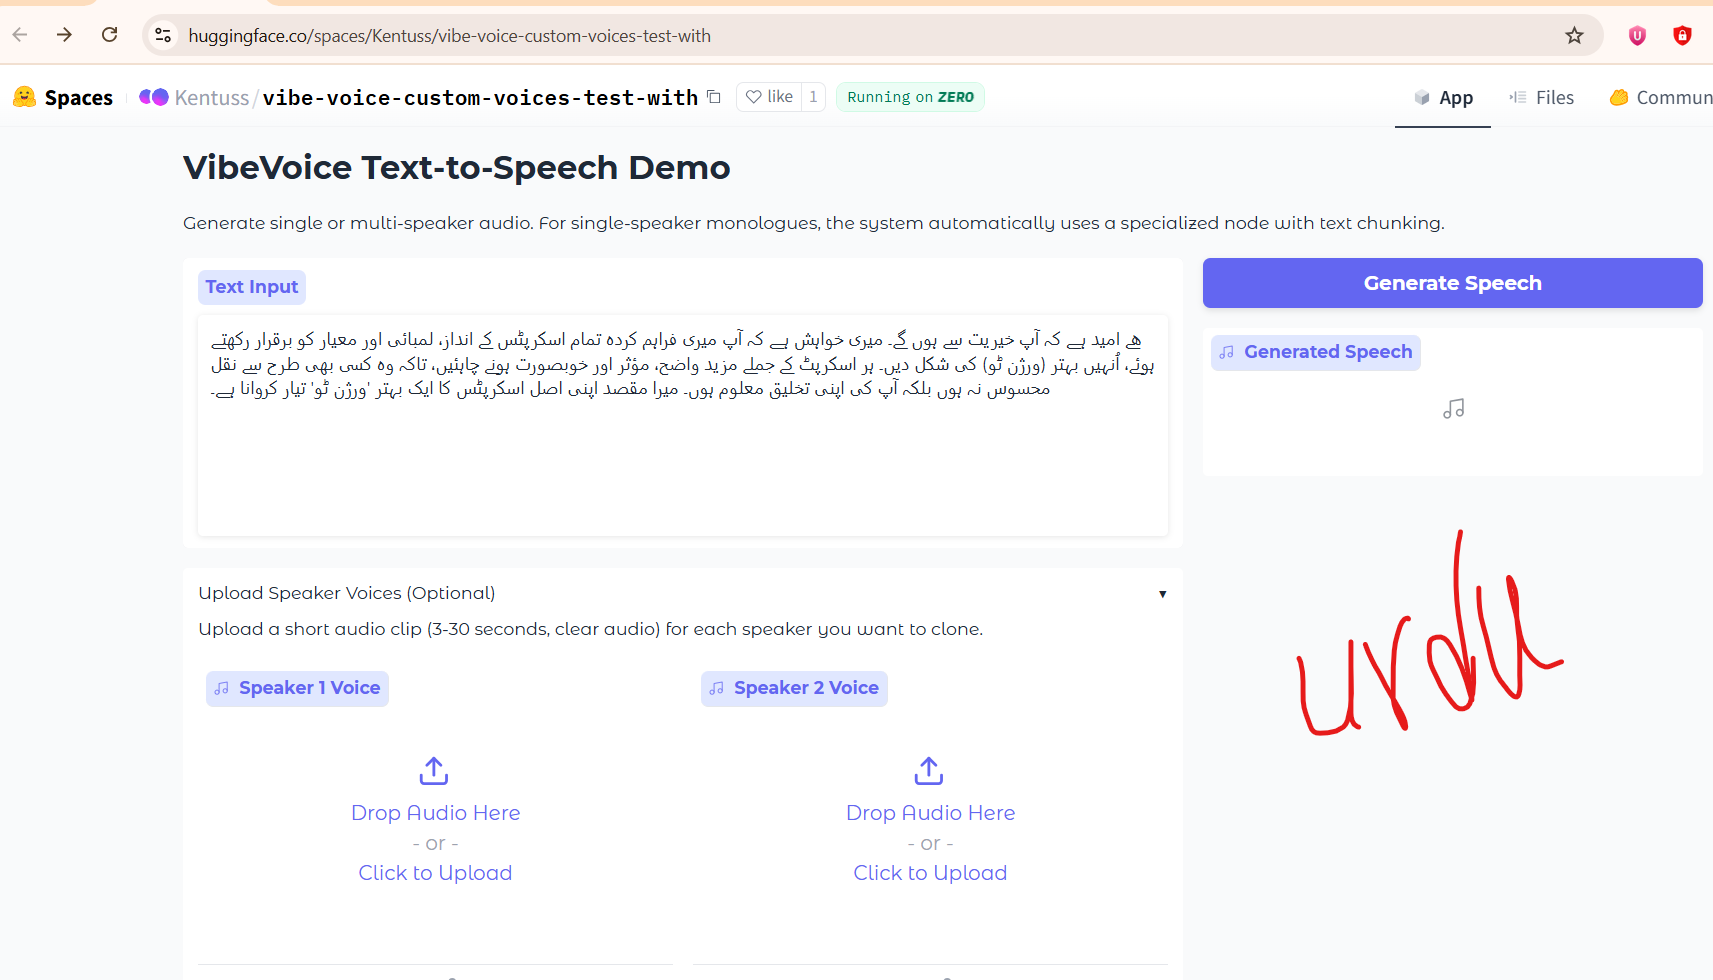 huggingface.co/spaces/Kentuss/vibe-voice-custom-voices-test-with
Spaces Kentuss/vibe-voice-custom-voices-test-with like 1 Running on ZERO App Files Commun
VibeVoice Text-to-Speech Demo
Generate single or multi-speaker audio. For single-speaker monologues, the system automatically uses a specialized node with text chunking.
Text Input
ھے امید ہے کہ آپ خیریت سے ہوں گے۔ میری خواہش ہے کہ آپ میری فراہم کردہ تمام اسکرپٹس کے انداز، لمبائی اور معیار کو برقرار رکھتے
ہوئے، اُنہیں بہتر (ورژن ٹو) کی شکل دیں۔ ہر اسکرپٹ کے جملے مزید واضح، مؤثر اور خوبصورت ہونے چاہئیں، تاکہ وہ کسی بھی طرح سے نقل
محسوس نہ ہوں بلکہ آپ کی اپنی تخلیق معلوم ہوں۔ میرا مقصد اپنی اصل اسکرپٹس کا ایک بہتر 'ورژن ٹو' تیار کروانا ہے۔
Generate Speech
Generated Speech
urdu
Upload Speaker Voices (Optional)
Upload a short audio clip (3-30 seconds, clear audio) for each speaker you want to clone.
Speaker 1 Voice
Drop Audio Here
- or -
Click to Upload
Speaker 2 Voice
Drop Audio Here
- or -
Click to Upload